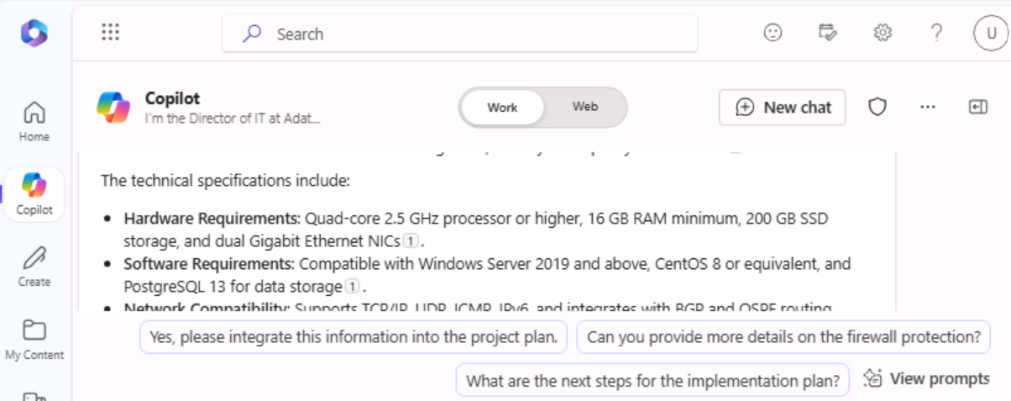 Search
U
Copilot
I'm the Director of IT at Adat...
Work
Web
New chat
Home
Copilot
Create
My Content
The technical specifications include:
• Hardware Requirements: Quad-core 2.5 GHz processor or higher, 16 GB RAM minimum, 200 GB SSD
storage, and dual Gigabit Ethernet NICs 1 .
• Software Requirements: Compatible with Windows Server 2019 and above, CentOS 8 or equivalent, and
PostgreSQL 13 for data storage 1 .
• Network Compatibility: Supports TCP/IP, UDP, ICMP, IPv6, and integrates with BGP and OSPF routing
Yes, please integrate this information into the project plan.
Can you provide more details on the firewall protection?
What are the next steps for the implementation plan?
View prompts